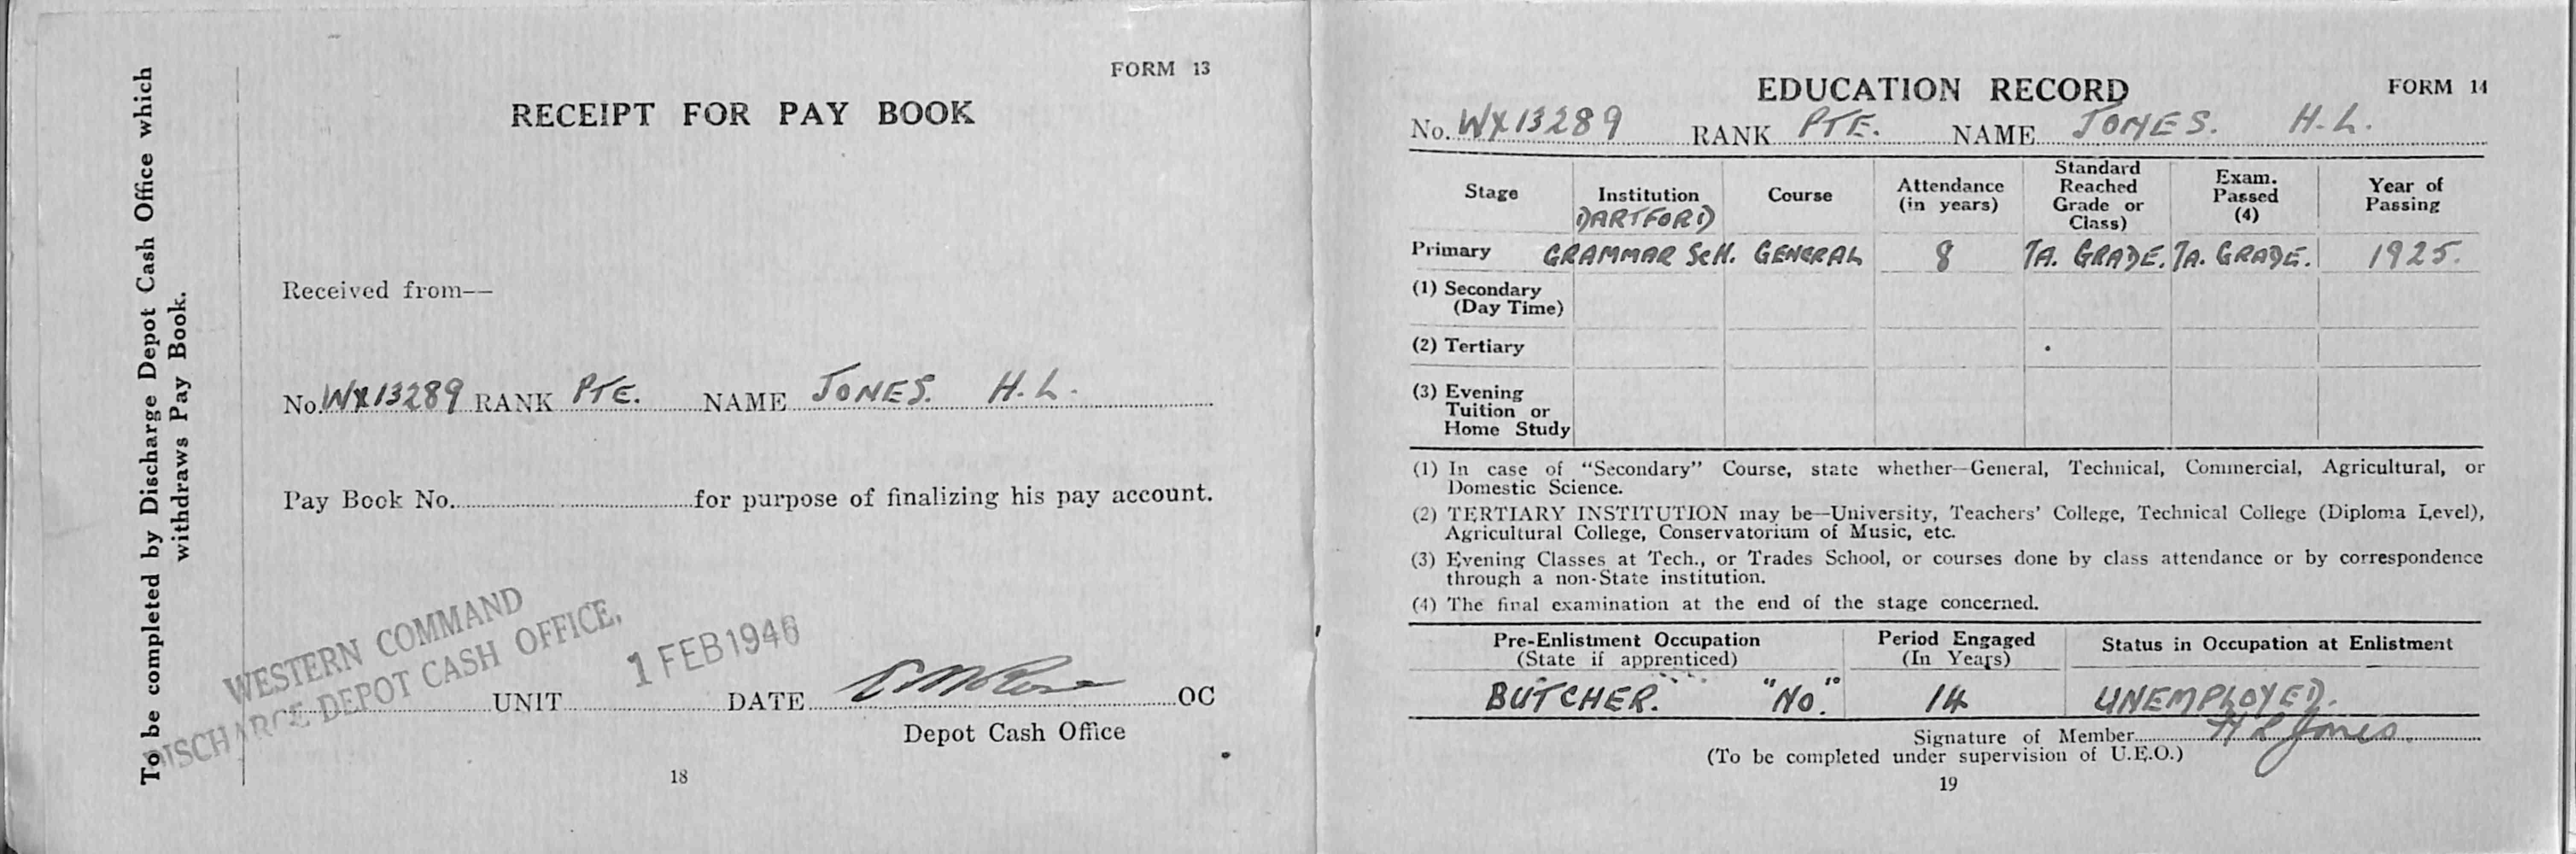 To be completed by Discharge Depot Cash Office which
withdraws Pay Book.
FORM 13
RECEIPT FOR PAY BOOK
Received from—
No. WX13289 RANK PTE. NAME JONES. H.L.
Pay Book No. for purpose of finalizing his pay account.
WESTERN COMMAND
DISCHARGE DEPOT CASH OFFICE,
1 FEB 1946
UNIT DATE OC
Depot Cash Office
18
EDUCATION RECORD FORM 14
No. WX13289 RANK PTE. NAME JONES. H.L.
Stage Institution Course Attendance (in years) Standard Reached Grade or Class) Exam. Passed (4) Year of Passing
DARTFORD
Primary GRAMMAR SCH. GENERAL 8 7A. GRADE. 7A. GRADE. 1925.
(1) Secondary
(Day Time)
(2) Tertiary
(3) Evening
Tuition or
Home Study
(1) In case of "Secondary" Course, state whether—General, Technical, Commercial, Agricultural, or
Domestic Science.
(2) TERTIARY INSTITUTION may be—University, Teachers' College, Technical College (Diploma Level),
Agricultural College, Conservatorium of Music, etc.
(3) Evening Classes at Tech., or Trades School, or courses done by class attendance or by correspondence
through a non-State institution.
(4) The final examination at the end of the stage concerned.
Pre-Enlistment Occupation Period Engaged Status in Occupation at Enlistment
(State if apprenticed) (In Years)
BUTCHER. "NO." 14 UNEMPLOYED.
Signature of Member H L Jones.
(To be completed under supervision of U.E.O.)
19